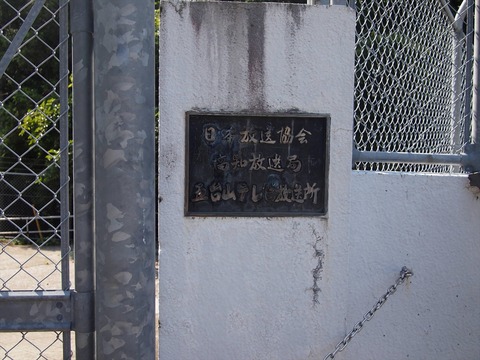 日本放送協会
高知放送局
五台山テレビ放送所